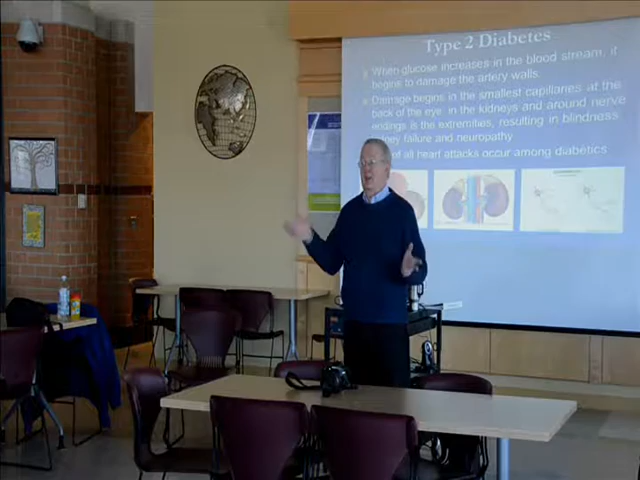 Type 2 Diabetes
When glucose increases in the blood stream, it
begins to damage the artery walls.
Damage begins in the smallest capillaries at the
back of the eye, in the kidneys and around nerve
endings is the extremities, resulting in blindness
failure and neuropathy
of all heart attacks occur among diabetics